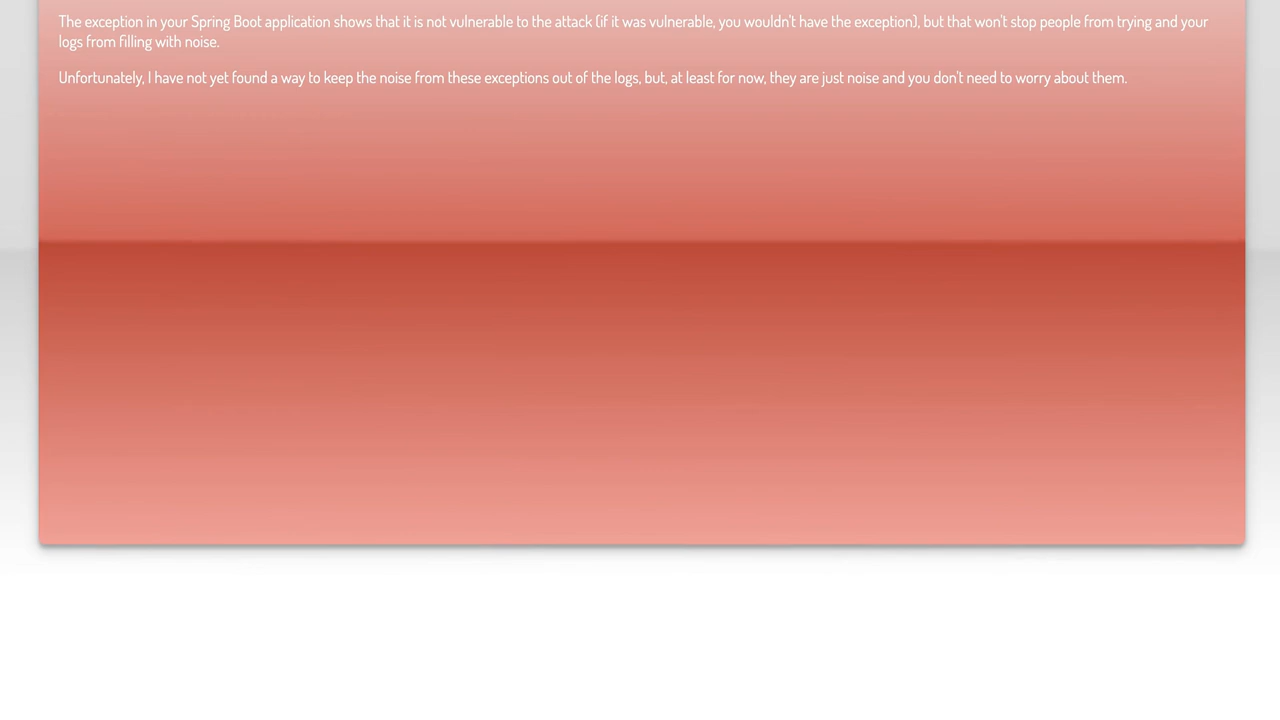 The exception in your Spring Boot application shows that it is not vulnerable to the attack (if it was vulnerable, you wouldn't have the exception), but that won't stop people from trying and your
logs from filling with noise.
Unfortunately, I have not yet found a way to keep the noise from these exceptions out of the logs, but, at least for now, they are just noise and you don't need to worry about them.